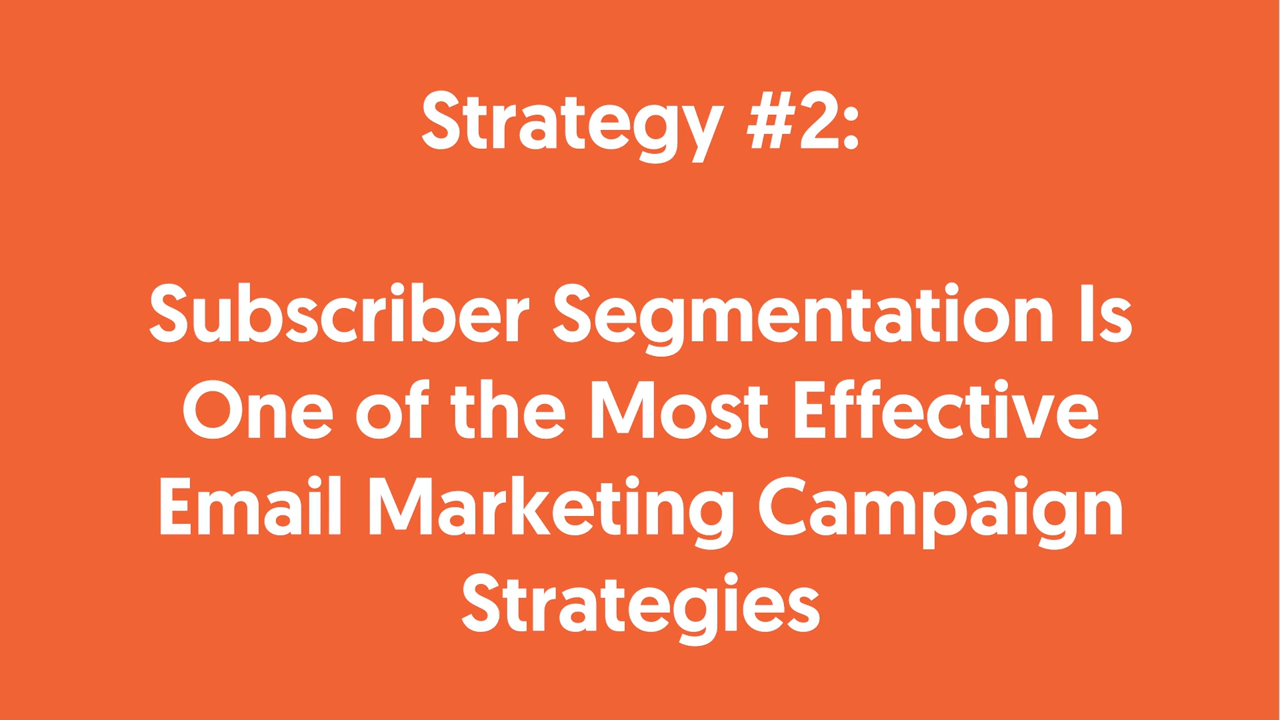 Strategy #2:
Subscriber Segmentation Is
One of the Most Effective
Email Marketing Campaign
Strategies